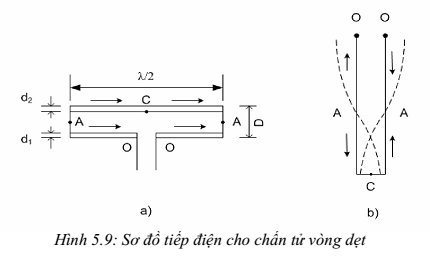 O O
λ/2
d2
C
A A D A A
d1
O O
C
a) b)
Hình 5.9: Sơ đồ tiếp điện cho chấn tử vòng dẹt